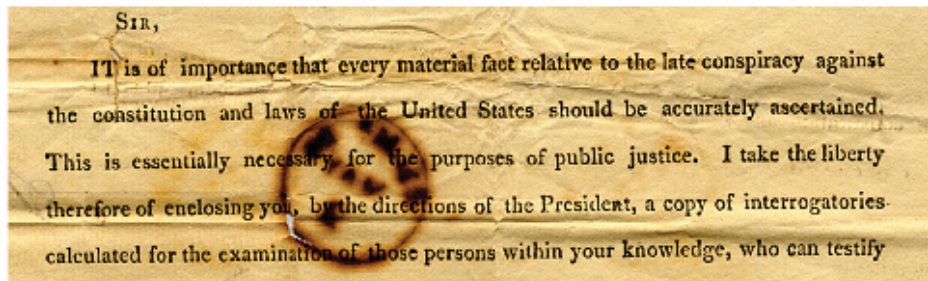 SIR,
IT is of importance that every material fact relative to the late conspiracy against
the constitution and laws of the United States should be accurately ascertained.
This is essentially necessary for the purposes of public justice. I take the liberty
therefore of enclosing you, by the directions of the President, a copy of interrogatories
calculated for the examination of those persons within your knowledge, who can testify